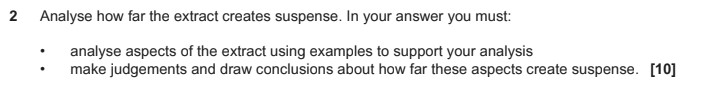 2 Analyse how far the extract creates suspense. In your answer you must:
• analyse aspects of the extract using examples to support your analysis
• make judgements and draw conclusions about how far these aspects create suspense. [10]